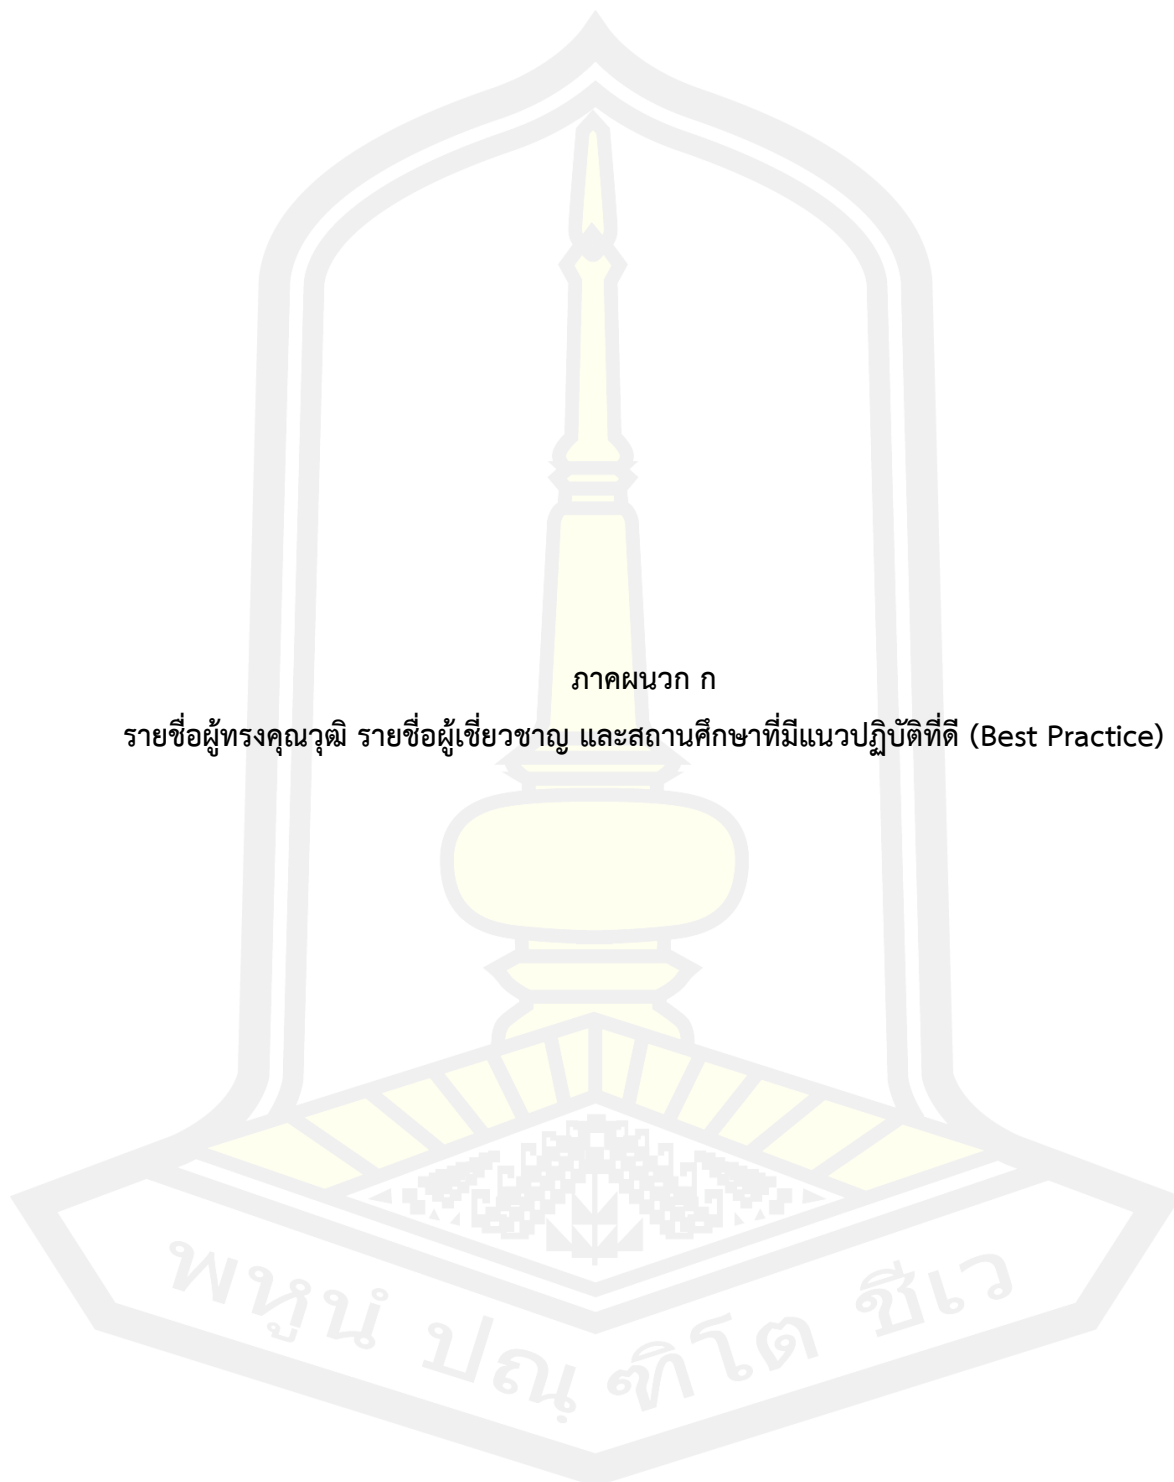 ภาคผนวก ก
รายชื่อผู้ทรงคุณวุฒิ รายชื่อผู้เชี่ยวชาญ และสถานศึกษาที่มีแนวปฏิบัติที่ดี (Best Practice)
พหูนํ ปณฺฑิโต ชีเว